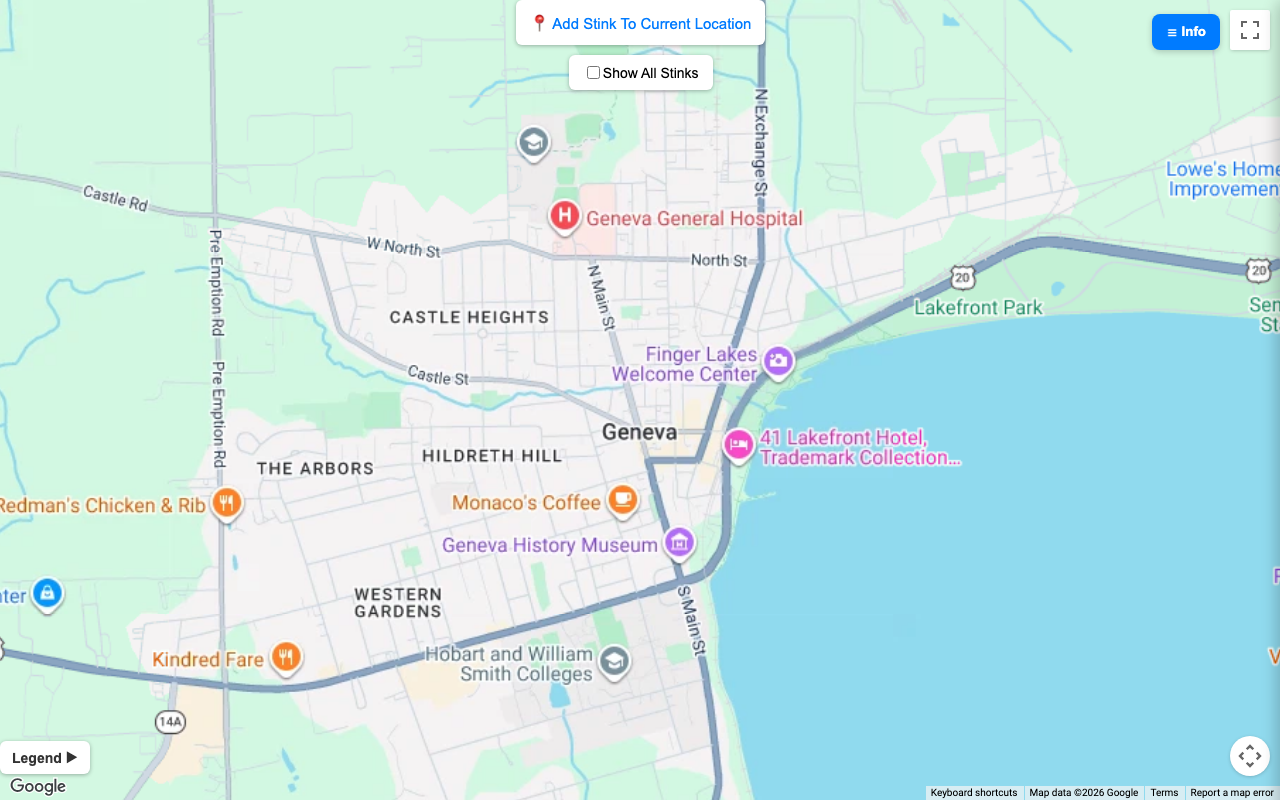 📍 Add Stink To Current Location
≡ Info
Show All Stinks
N Exchange St
Castle Rd
Lowe's Home
Improvemen
Geneva General Hospital
W North St
North St
Pre Emption Rd
N Main St
20
20
Lakefront Park
Sen
St
CASTLE HEIGHTS
Finger Lakes
Welcome Center
Castle St
Pre Emption Rd
Geneva
41 Lakefront Hotel,
Trademark Collection...
HILDRETH HILL
THE ARBORS
Redman's Chicken & Rib
Monaco's Coffee
Geneva History Museum
nter
WESTERN
GARDENS
S Main St
Kindred Fare
Hobart and William
Smith Colleges
14A
Legend ▶
Google
Keyboard shortcuts
Map data ©2026 Google
Terms
Report a map error